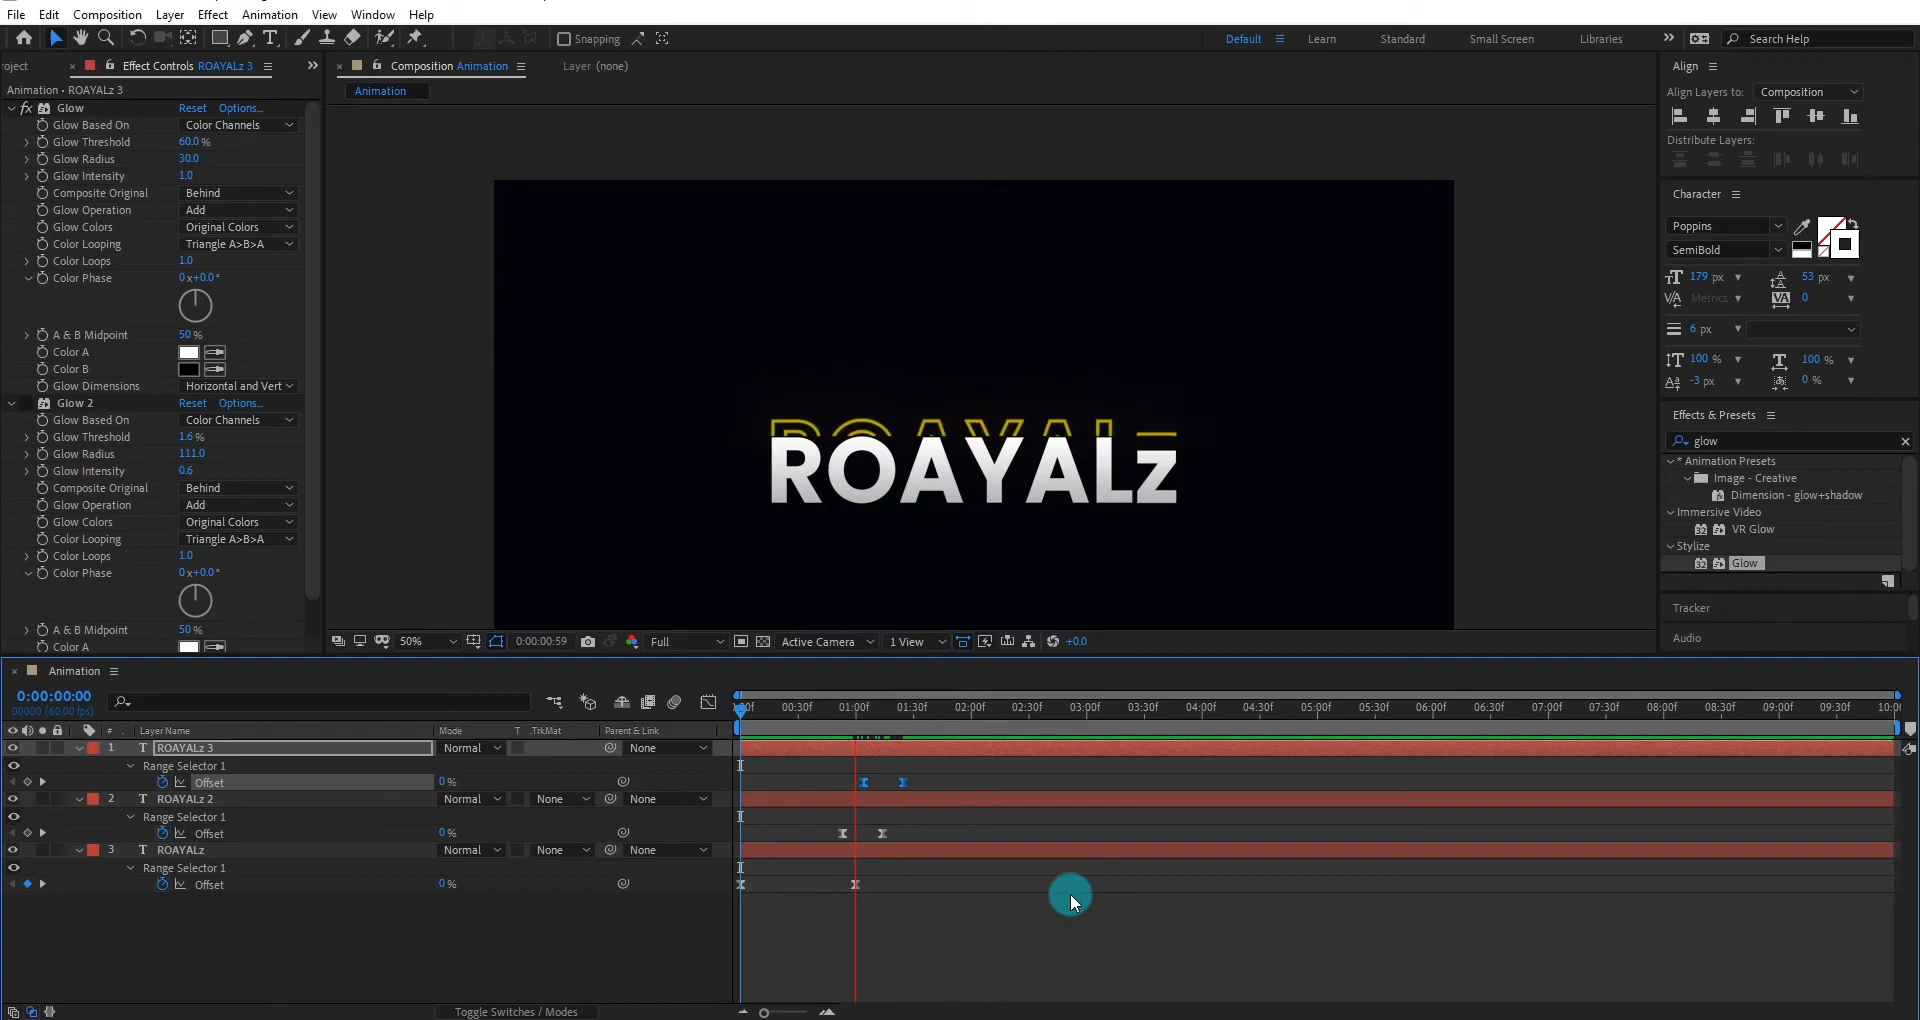 File Edit Composition Layer Effect Animation View Window Help
Snapping Default Learn Standard Small Screen Libraries Search Help
roject Effect Controls ROAYALz 3 Composition Animation Layer (none) Align
Animation • ROAYALz 3 Animation Align Layers to: Composition
fx Glow Reset Options...
Glow Based On Color Channels
Glow Threshold 60.0 %
Glow Radius 30.0
Glow Intensity 1.0
Composite Original Behind
Glow Operation Add
Glow Colors Original Colors
Color Looping Triangle A>B>A
Color Loops 1.0
Color Phase 0 x+0.0 °
A & B Midpoint 50 %
Color A
Color B
Glow Dimensions Horizontal and Vert
Glow 2 Reset Options...
Glow Based On Color Channels
Glow Threshold 1.6 %
Glow Radius 111.0
Glow Intensity 0.6
Composite Original Behind
Glow Operation Add
Glow Colors Original Colors
Color Looping Triangle A>B>A
Color Loops 1.0
Color Phase 0 x+0.0 °
A & B Midpoint 50 %
Color A
ROAYALz
ROAYALz
50% 0:00:00:59 Full Active Camera 1 View +0.0
Distribute Layers:
Character
Poppins
SemiBold
179 px 53 px
Metrics 0
6 px
100 % 100 %
-3 px 0 %
Effects & Presets
glow
* Animation Presets
Image - Creative
Dimension - glow+shadow
Immersive Video
VR Glow
Stylize
Glow
Tracker
Audio
Animation
0:00:00:00
00000 (60.00 fps)
:00f 00:30f 01:00f 01:30f 02:00f 02:30f 03:00f 03:30f 04:00f 04:30f 05:00f 05:30f 06:00f 06:30f 07:00f 07:30f 08:00f 08:30f 09:00f 09:30f 10:00
# . Layer Name Mode T .TrkMat Parent & Link
1 T ROAYALz 3 Normal None
Range Selector 1
Offset 0 %
2 T ROAYALz 2 Normal None None
Range Selector 1
Offset 0 %
3 T ROAYALz Normal None None
Range Selector 1
Offset 0 %
Toggle Switches / Modes